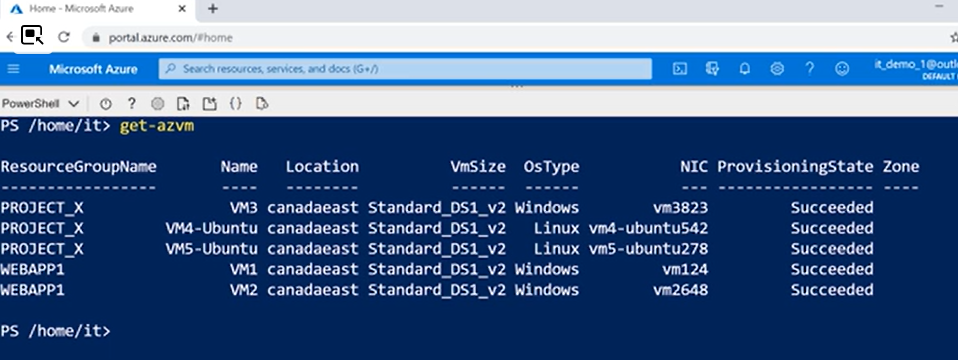 Home - Microsoft Azure
portal.azure.com/#home
Microsoft Azure Search resources, services, and docs (G+/) it_demo_1@outl
DEFAULT
PowerShell
PS /home/it> get-azvm
ResourceGroupName Name Location VmSize OsType NIC ProvisioningState Zone
----------------- ---- -------- ------ ------ --- ----------------- ----
PROJECT_X VM3 canadaeast Standard_DS1_v2 Windows vm3823 Succeeded
PROJECT_X VM4-Ubuntu canadaeast Standard_DS1_v2 Linux vm4-ubuntu542 Succeeded
PROJECT_X VM5-Ubuntu canadaeast Standard_DS1_v2 Linux vm5-ubuntu278 Succeeded
WEBAPP1 VM1 canadaeast Standard_DS1_v2 Windows vm124 Succeeded
WEBAPP1 VM2 canadaeast Standard_DS1_v2 Windows vm2648 Succeeded
PS /home/it>